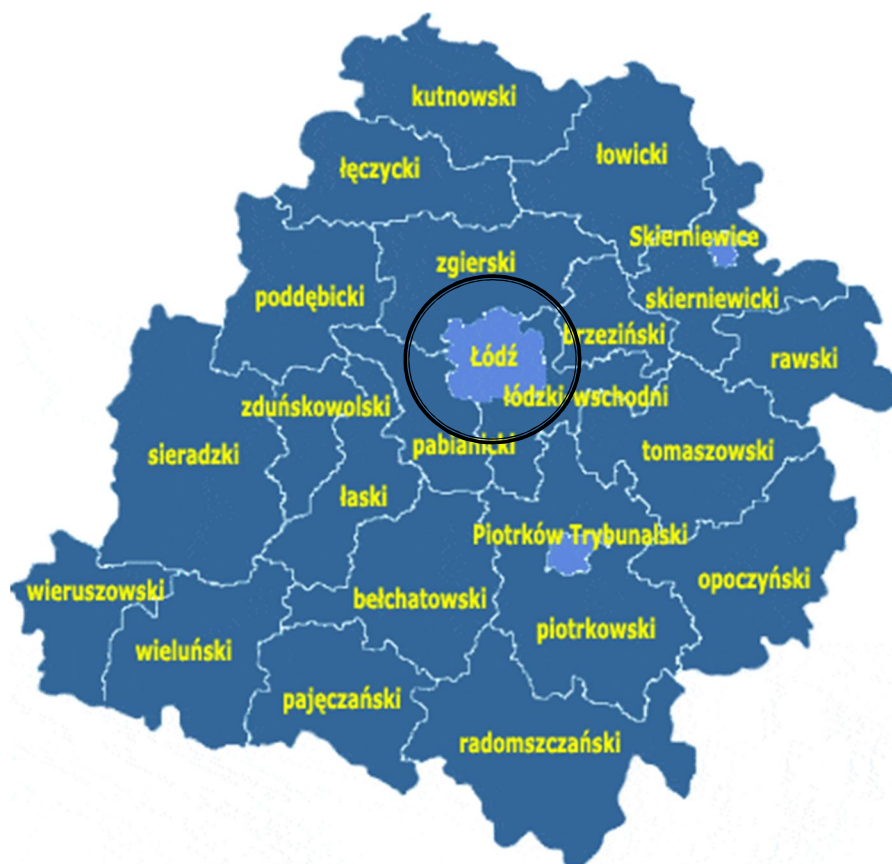 kutnowski
łowicki
łęczycki
Skierniewice
zgierski
poddębicki
skierniewicki
brzeziński
Łódź
rawski
łódzki wschodni
zduńskowolski
pabianicki
sieradzki
tomaszowski
łaski
Piotrków Trybunalski
opoczyński
wieruszowski
bełchatowski
piotrkowski
wieluński
pajęczański
radomszczański